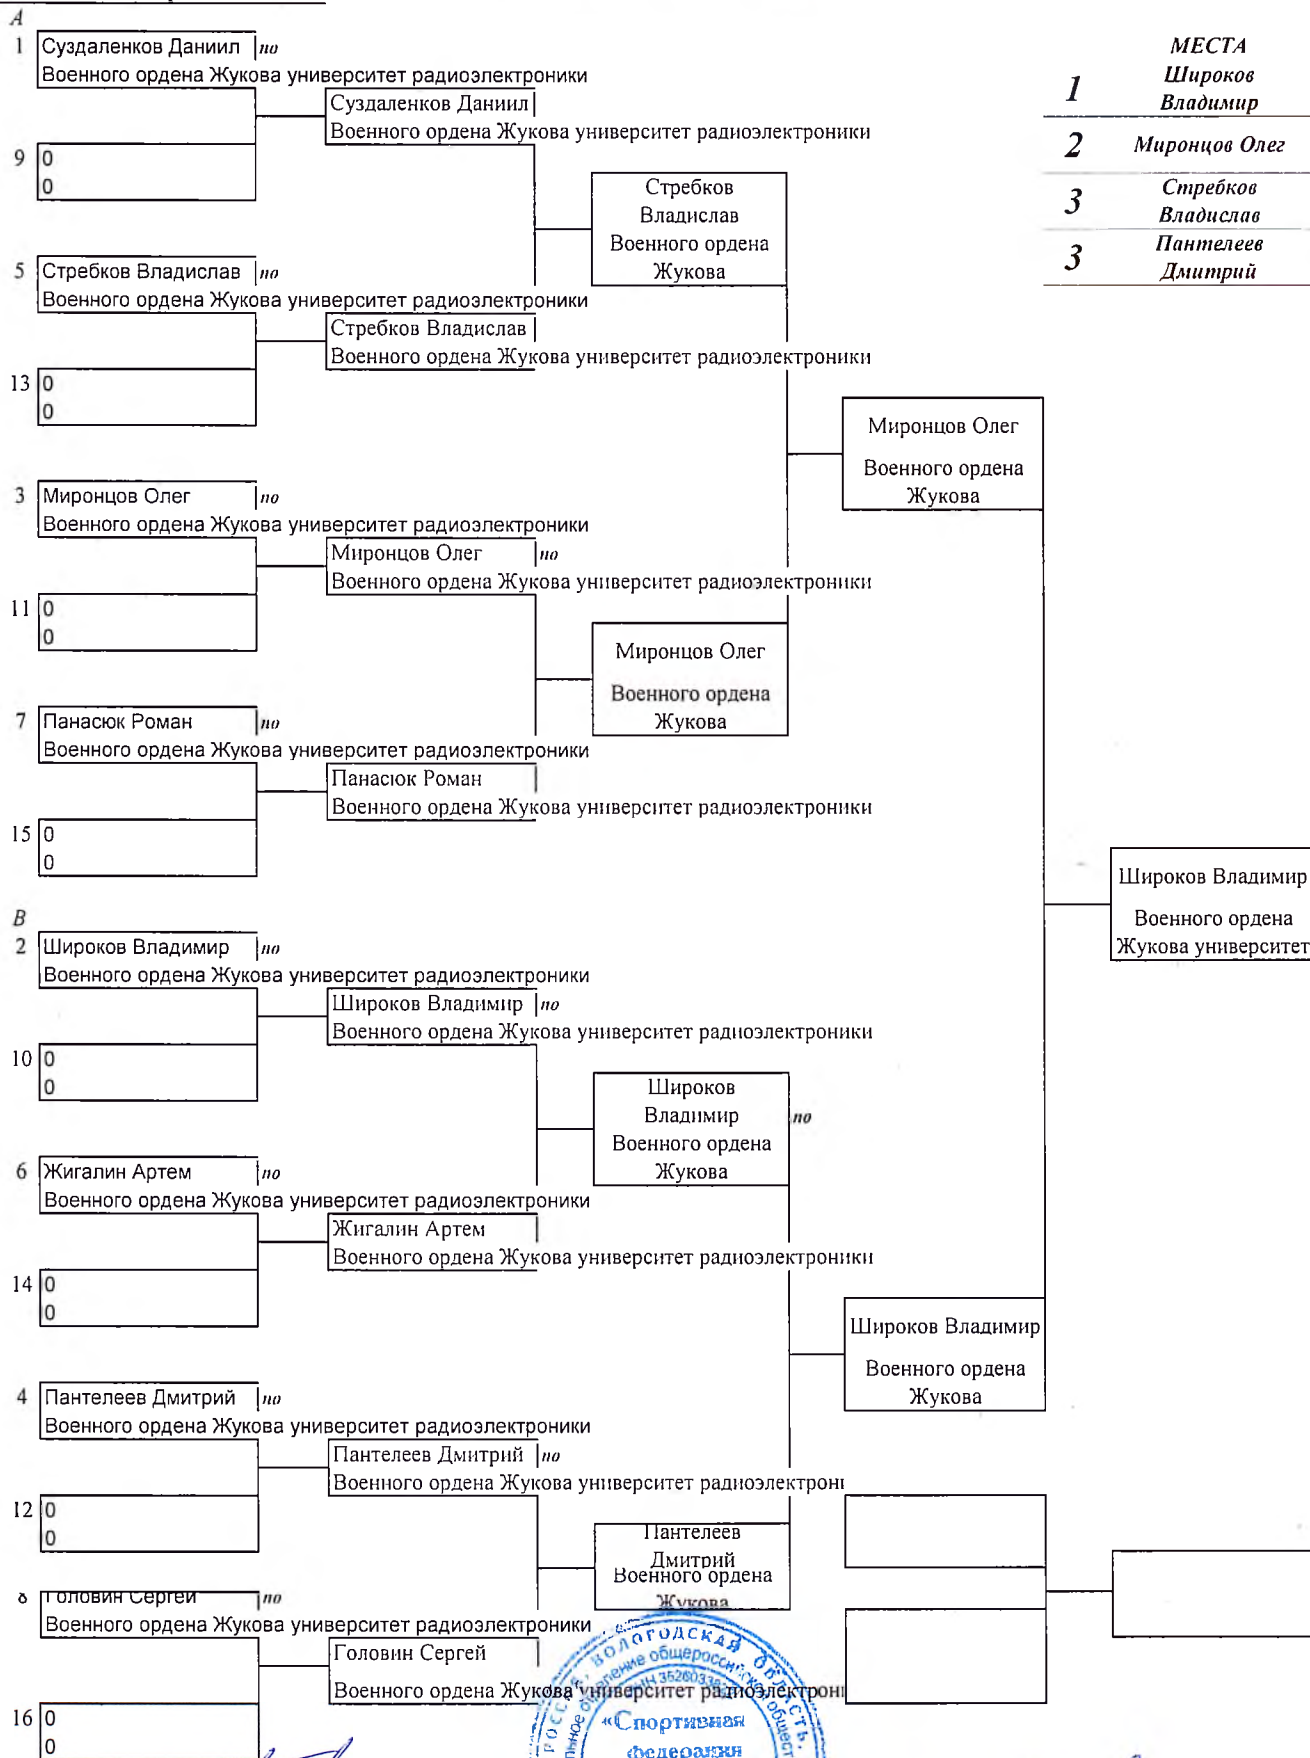 А
1 Суздаленков Даниил по
Военного ордена Жукова университет радиоэлектроники
Суздаленков Даниил
Военного ордена Жукова университет радиоэлектроники
9 0
0
Стребков
Владислав
Военного ордена
Жукова
5 Стребков Владислав по
Военного ордена Жукова университет радиоэлектроники
Стребков Владислав
Военного ордена Жукова университет радиоэлектроники
13 0
0
МЕСТА
1 Широков
Владимир
2 Миронцов Олег
3 Стребков
Владислав
3 Пантелеев
Дмитрий
Миронцов Олег
Военного ордена
Жукова
3 Миронцов Олег по
Военного ордена Жукова университет радиоэлектроники
Миронцов Олег по
Военного ордена Жукова университет радиоэлектроники
11 0
0
Миронцов Олег
Военного ордена
Жукова
7 Панасюк Роман по
Военного ордена Жукова университет радиоэлектроники
Панасюк Роман
Военного ордена Жукова университет радиоэлектроники
15 0
0
Широков Владимир
Военного ордена
Жукова университет
В
2 Широков Владимир по
Военного ордена Жукова университет радиоэлектроники
Широков Владимир по
Военного ордена Жукова университет радиоэлектроники
10 0
0
Широков
Владимир по
Военного ордена
Жукова
6 Жигалин Артем по
Военного ордена Жукова университет радиоэлектроники
Жигалин Артем
Военного ордена Жукова университет радиоэлектроники
14 0
0
Широков Владимир
Военного ордена
Жукова
4 Пантелеев Дмитрий по
Военного ордена Жукова университет радиоэлектроники
Пантелеев Дмитрий по
Военного ордена Жукова университет радиоэлектрони
12 0
0
Пантелеев
Дмитрий
Военного ордена
Жукова
8 Головин Сергей по
Военного ордена Жукова университет радиоэлектроники
Головин Сергей
Военного ордена Жукова университет радиоэлектрони
16 0
0
ВОЛОГОДСКАЯ ОБЛАСТЬ
«Спортивная
федерация